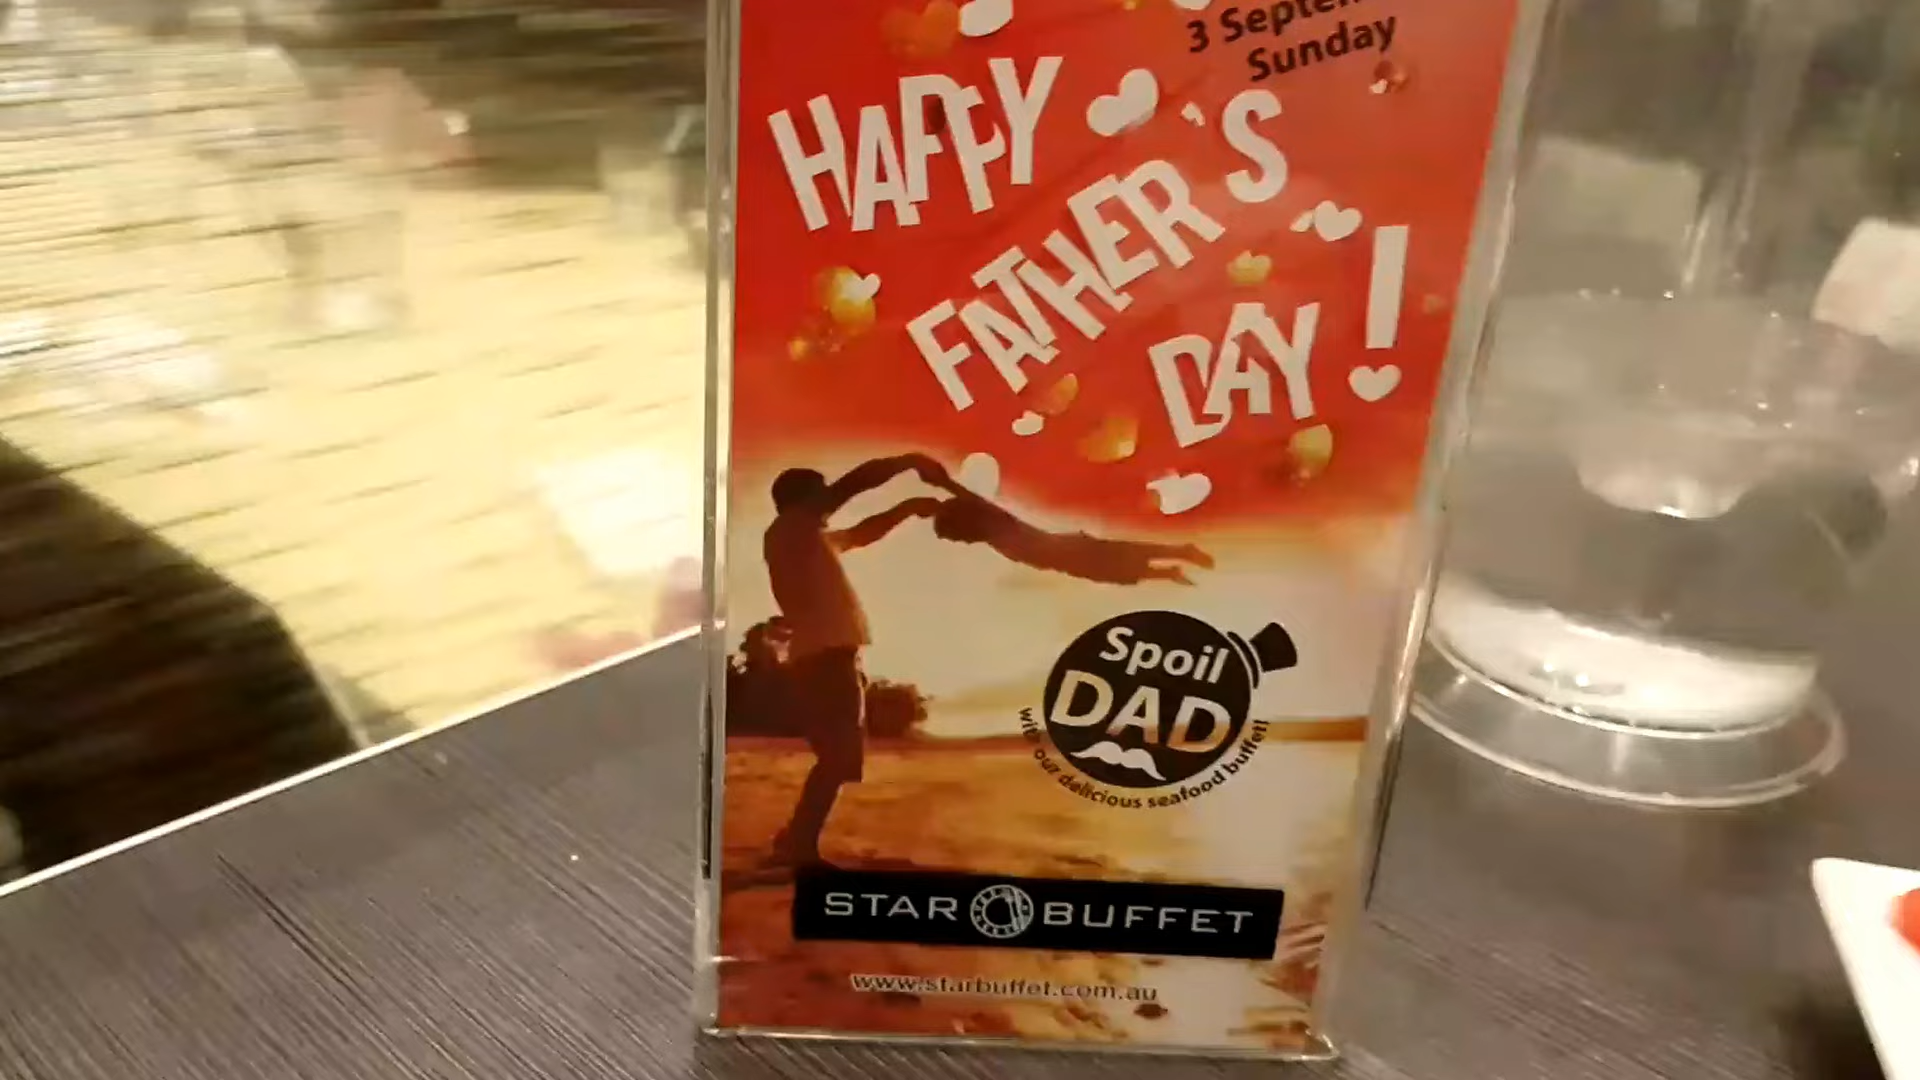 3 Septem
Sunday
HAPPY
FATHER'S
DAY!
Spoil
DAD
with our delicious seafood buffet!
STAR BUFFET
www.starbuffet.com.au